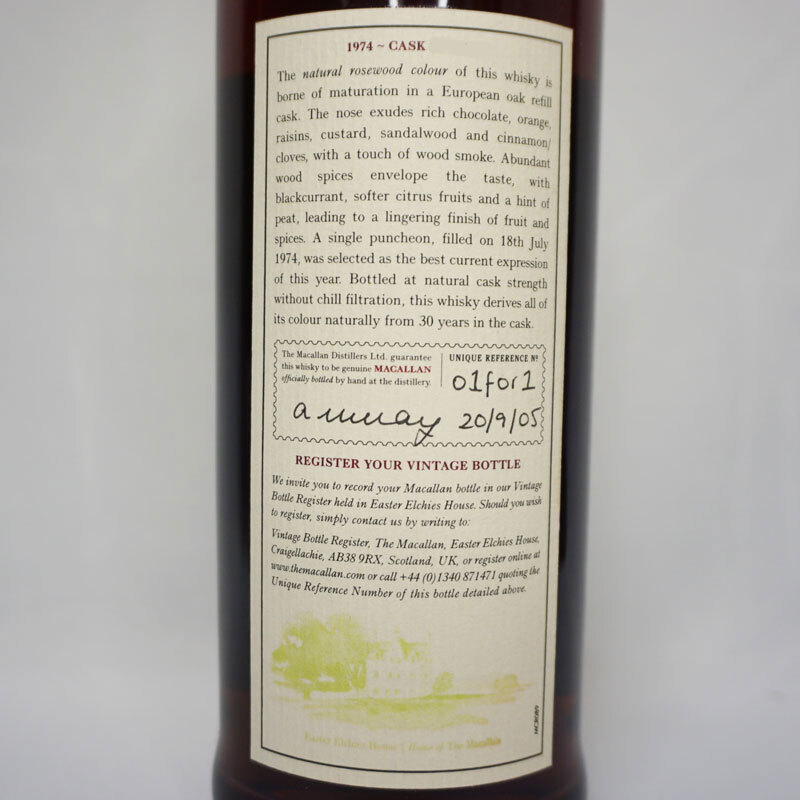 1974 ~ CASK
The natural rosewood colour of this whisky is
borne of maturation in a European oak refill
cask. The nose exudes rich chocolate, orange,
raisins, custard, sandalwood and cinnamon/
cloves, with a touch of wood smoke. Abundant
wood spices envelope the taste, with
blackcurrant, softer citrus fruits and a hint of
peat, leading to a lingering finish of fruit and
spices. A single puncheon, filled on 18th July
1974, was selected as the best current expression
of this year. Bottled at natural cask strength
without chill filtration, this whisky derives all of
its colour naturally from 30 years in the cask.
The Macallan Distillers Ltd. guarantee
this whisky to be genuine MACALLAN
officially bottled by hand at the distillery.
UNIQUE REFERENCE Nº
01for1
20/9/05
REGISTER YOUR VINTAGE BOTTLE
We invite you to record your Macallan bottle in our Vintage
Bottle Register held in Easter Elchies House. Should you wish
to register, simply contact us by writing to:
Vintage Bottle Register, The Macallan, Easter Elchies House,
Craigellachie, AB38 9RX, Scotland, UK, or register online at
www.themacallan.com or call +44 (0)1340 871471 quoting the
Unique Reference Number of this bottle detailed above.
Easter Elchies House | Home of The Macallan